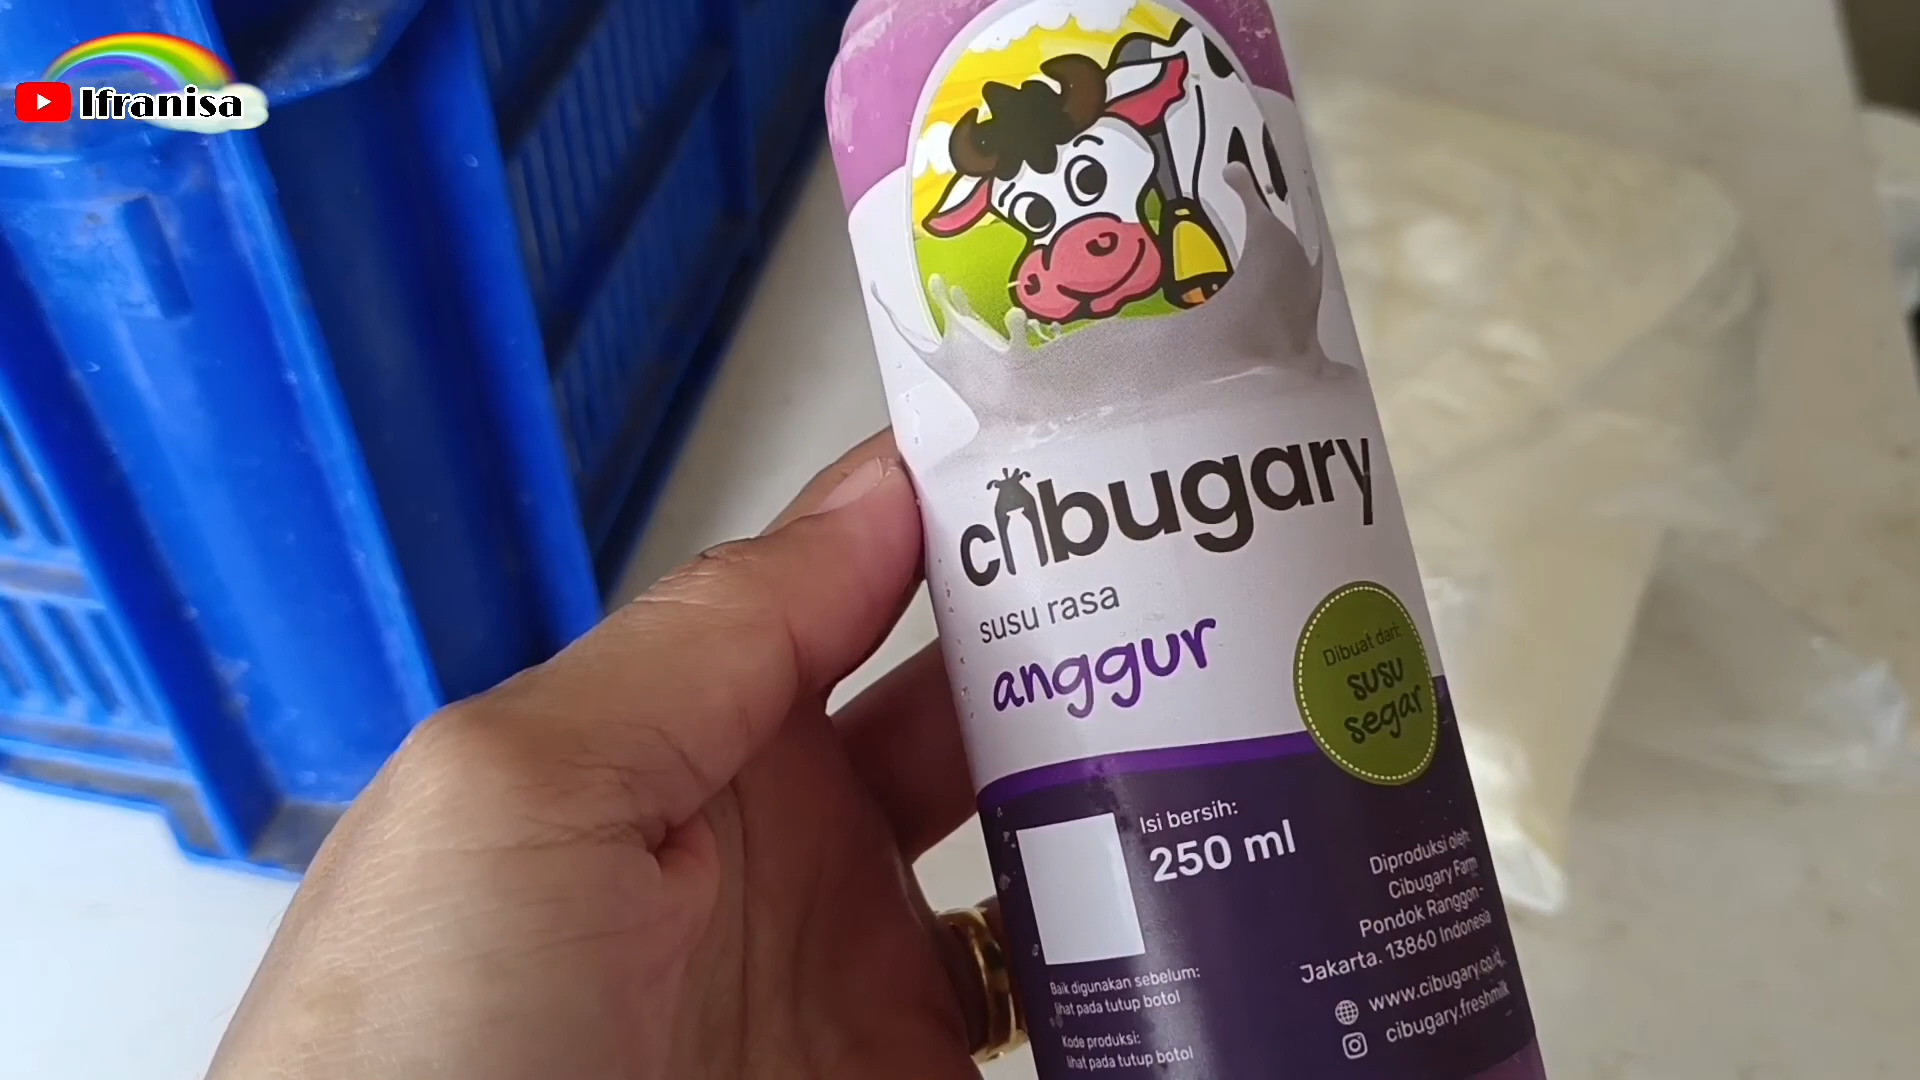 Ifranisa
cibugary
susu rasa
anggur
Dibuat dari:
susu
segar
Isi bersih:
250 ml
Diproduksi oleh:
Cibugary Farm
Pondok Ranggon-
Jakarta. 13860 Indonesia
www.cibugary.co.id
cibugary.freshmilk
Baik digunakan sebelum:
lihat pada tutup botol
Kode produksi:
lihat pada tutup botol